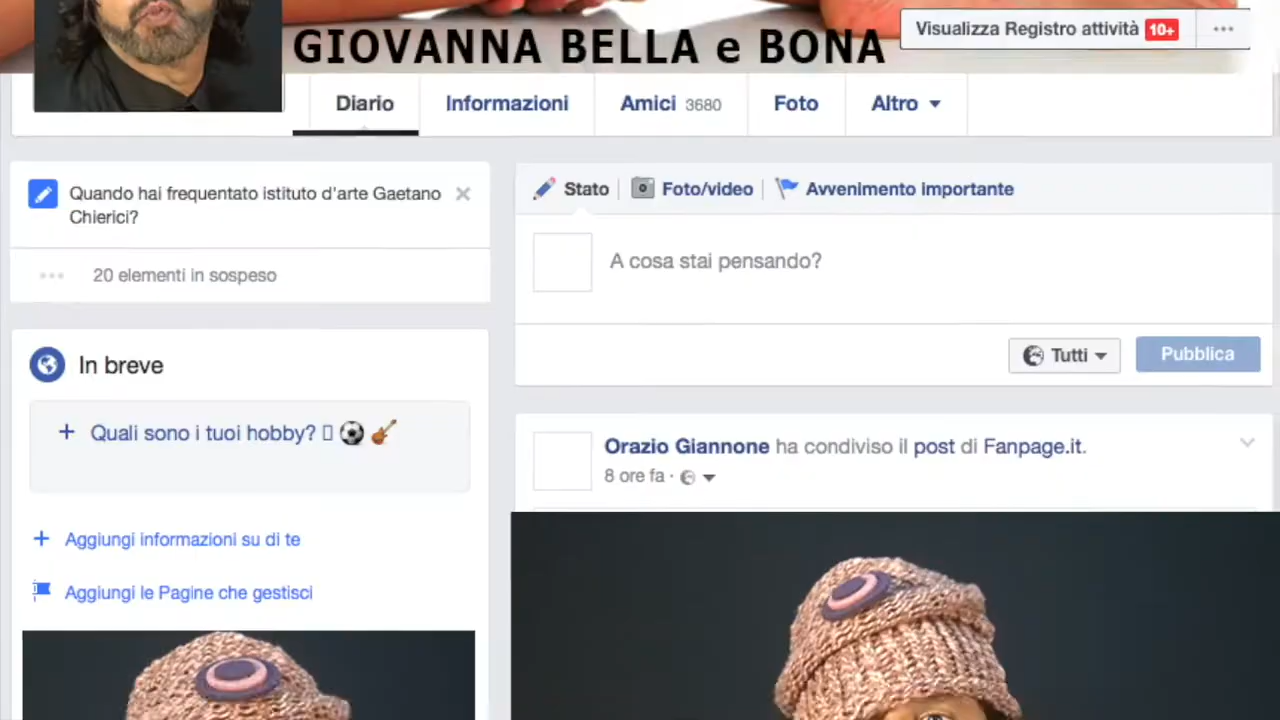 GIOVANNA BELLA e BONA
Visualizza Registro attività 10+
Diario Informazioni Amici 3680 Foto Altro
Quando hai frequentato istituto d'arte Gaetano
Chierici?
20 elementi in sospeso
In breve
Quali sono i tuoi hobby?
Aggiungi informazioni su di te
Aggiungi le Pagine che gestisci
Stato Foto/video Avvenimento importante
A cosa stai pensando?
Tutti Pubblica
Orazio Giannone ha condiviso il post di Fanpage.it.
8 ore fa ·